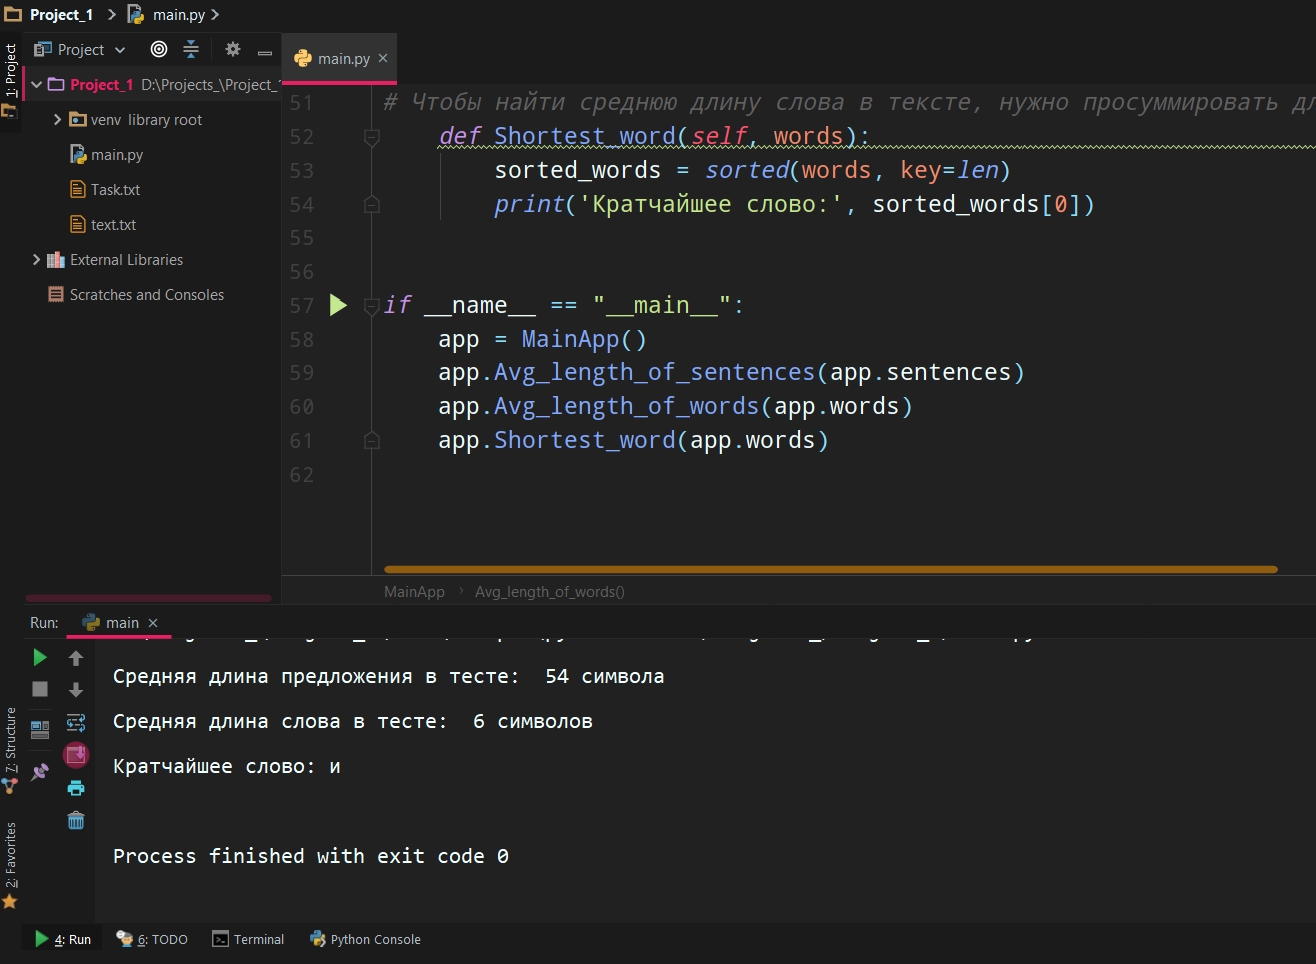 Project_1 main.py
Project
main.py
1: Project
Project_1 D:\Projects_\Project_
venv library root
main.py
Task.txt
text.txt
External Libraries
Scratches and Consoles
51 # Чтобы найти среднюю длину слова в тексте, нужно просуммировать
52 def Shortest_word(self, words):
53 sorted_words = sorted(words, key=len)
54 print('Кратчайшее слово:', sorted_words[0])
55
56
57 if __name__ == "__main__":
58 app = MainApp()
59 app.Avg_length_of_sentences(app.sentences)
60 app.Avg_length_of_words(app.words)
61 app.Shortest_word(app.words)
62
MainApp Avg_length_of_words()
Run: main
Средняя длина предложения в тесте:  54 символа
Средняя длина слова в тесте:  6 символов
Кратчайшее слово: и
Process finished with exit code 0
7: Structure
2: Favorites
4: Run 6: TODO Terminal Python Console